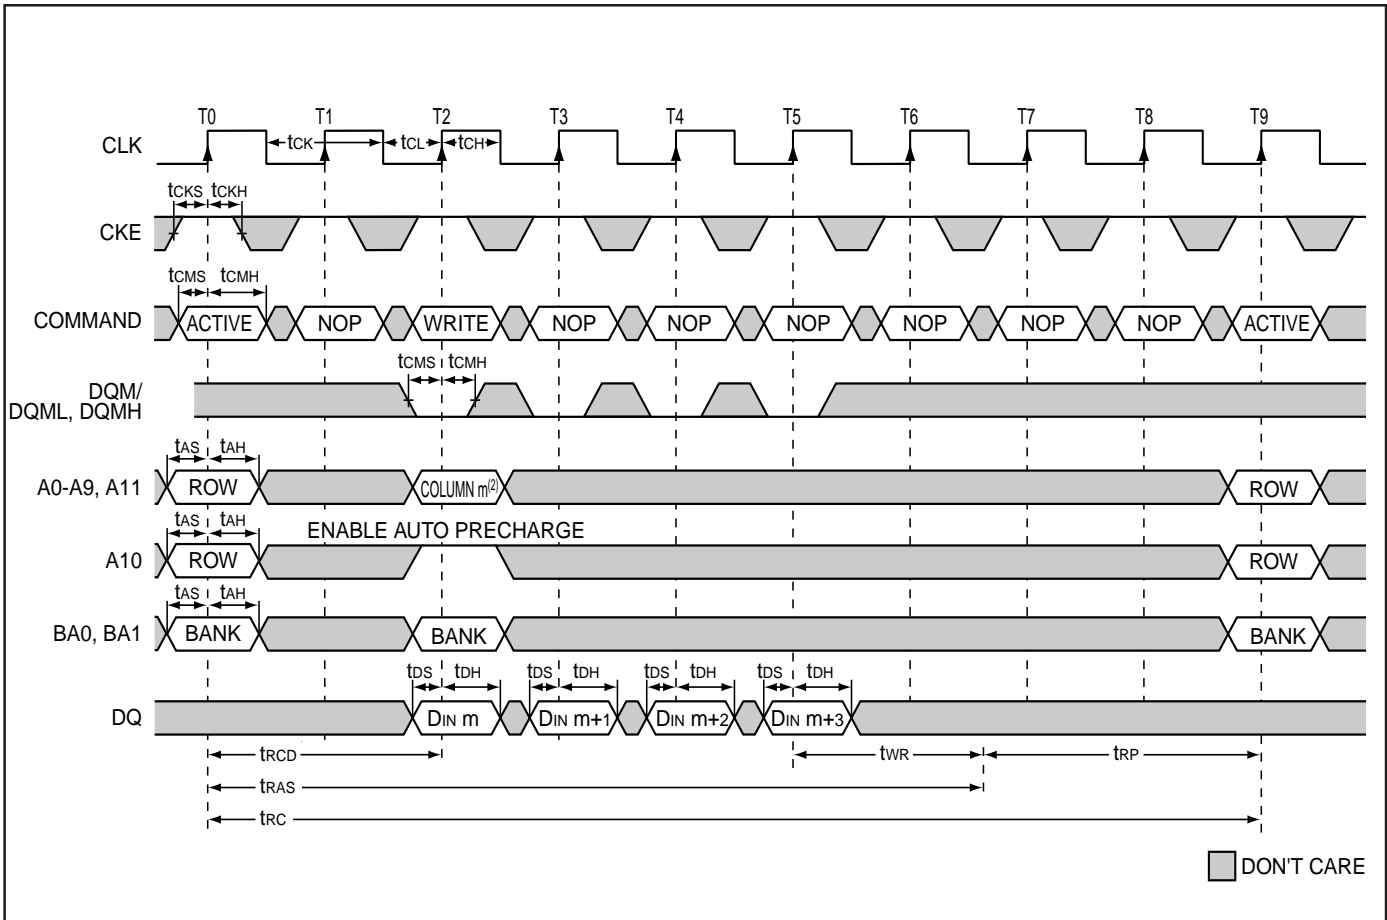 T0 T1 T2 T3 T4 T5 T6 T7 T8 T9
CLK tCK tCL tCH
tCKS tCKH
CKE
tCMS tCMH
COMMAND ACTIVE NOP WRITE NOP NOP NOP NOP NOP NOP ACTIVE
tCMS tCMH
DQM/
DQML, DQMH
tAS tAH
A0-A9, A11 ROW COLUMN m(2) ROW
tAS tAH ENABLE AUTO PRECHARGE
A10 ROW ROW
tAS tAH
BA0, BA1 BANK BANK BANK
tDS tDH tDS tDH tDS tDH tDS tDH
DQ DIN m DIN m+1 DIN m+2 DIN m+3
tRCD tWR tRP
tRAS
tRC
DON'T CARE